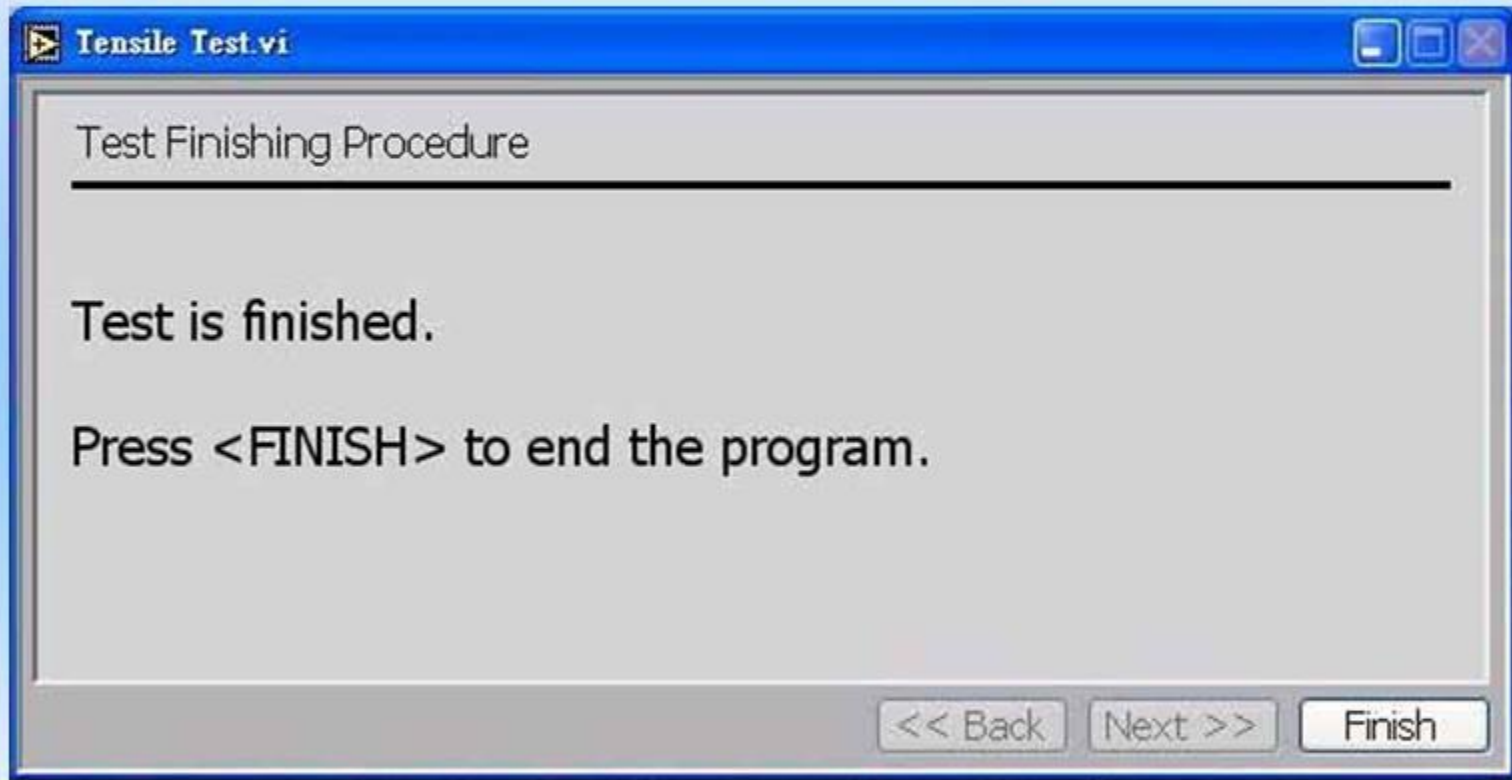 Tensile Test.vi
Test Finishing Procedure
Test is finished.
Press <FINISH> to end the program.
<< Back Next >> Finish